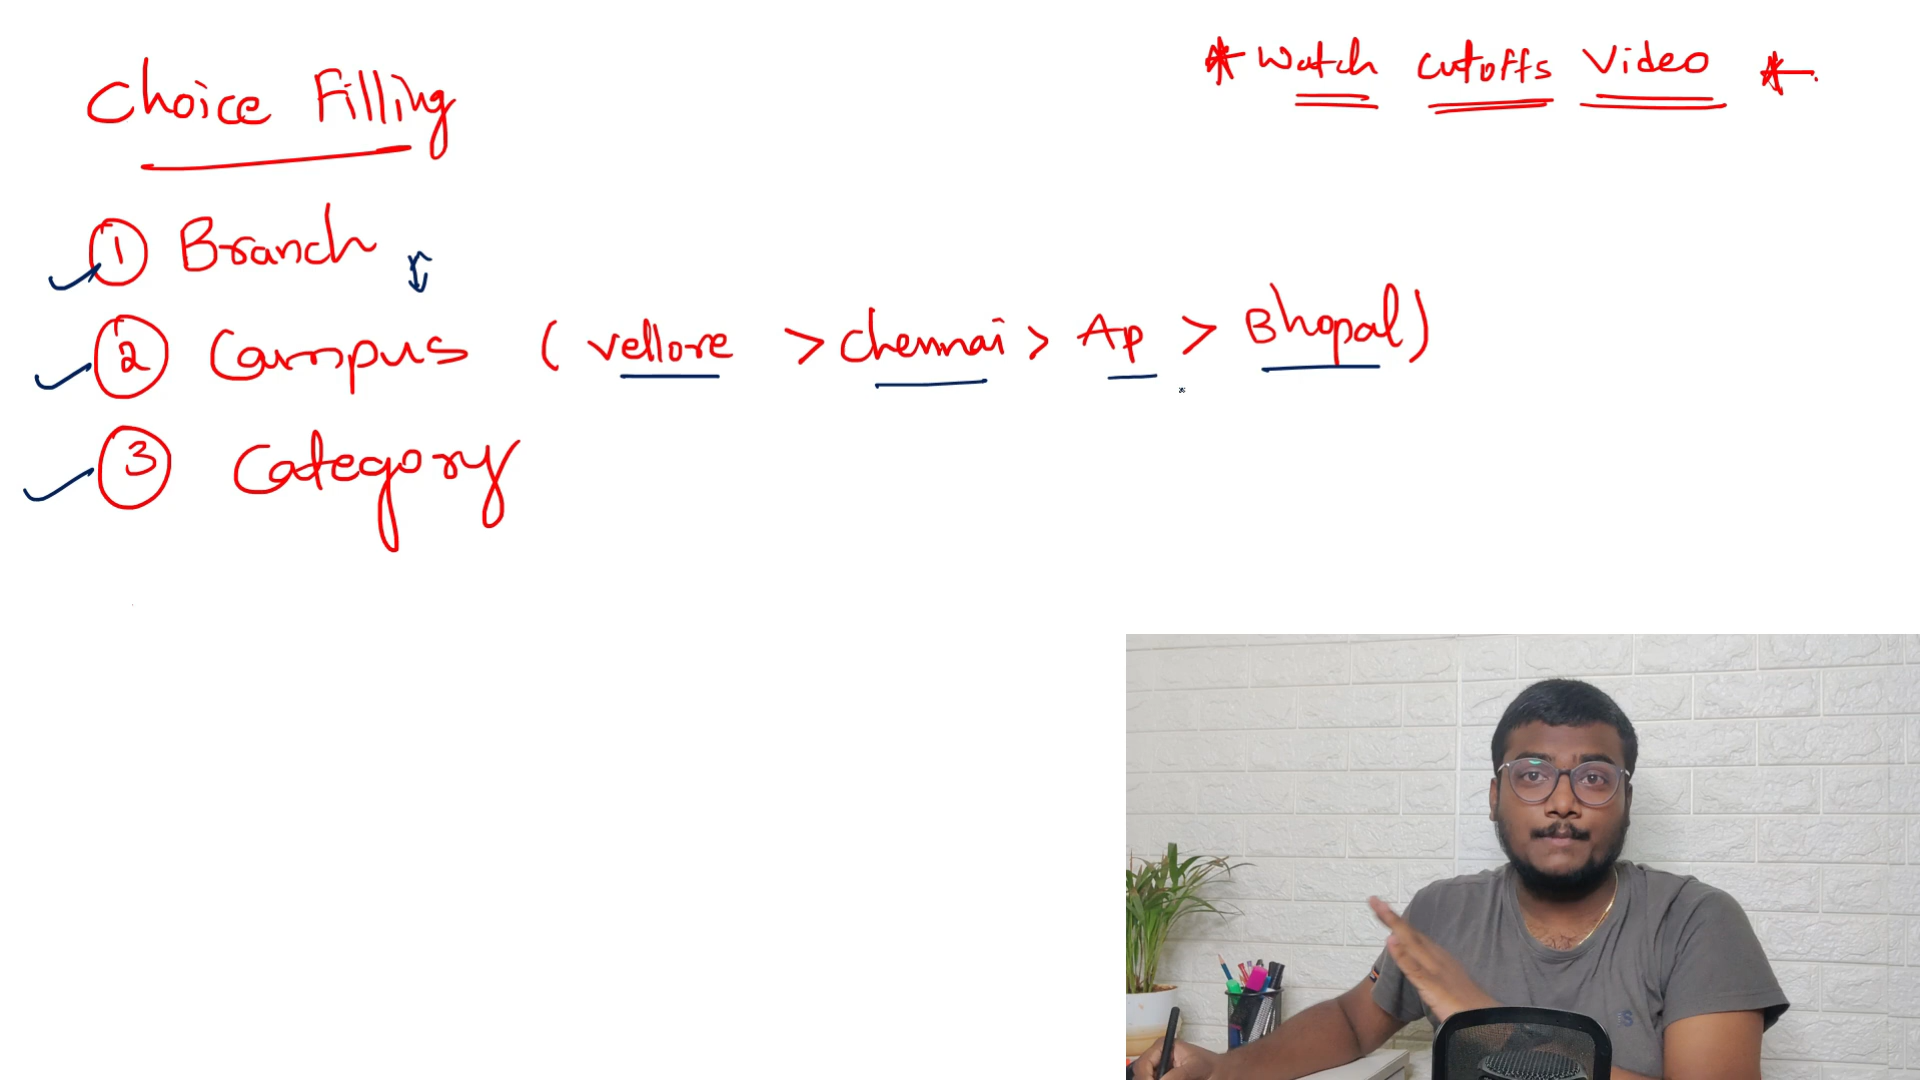 Choice Filling
* Watch cutoffs Video *
① Branch
② Campus (vellore > chennai > Ap > Bhopal)
③ Category